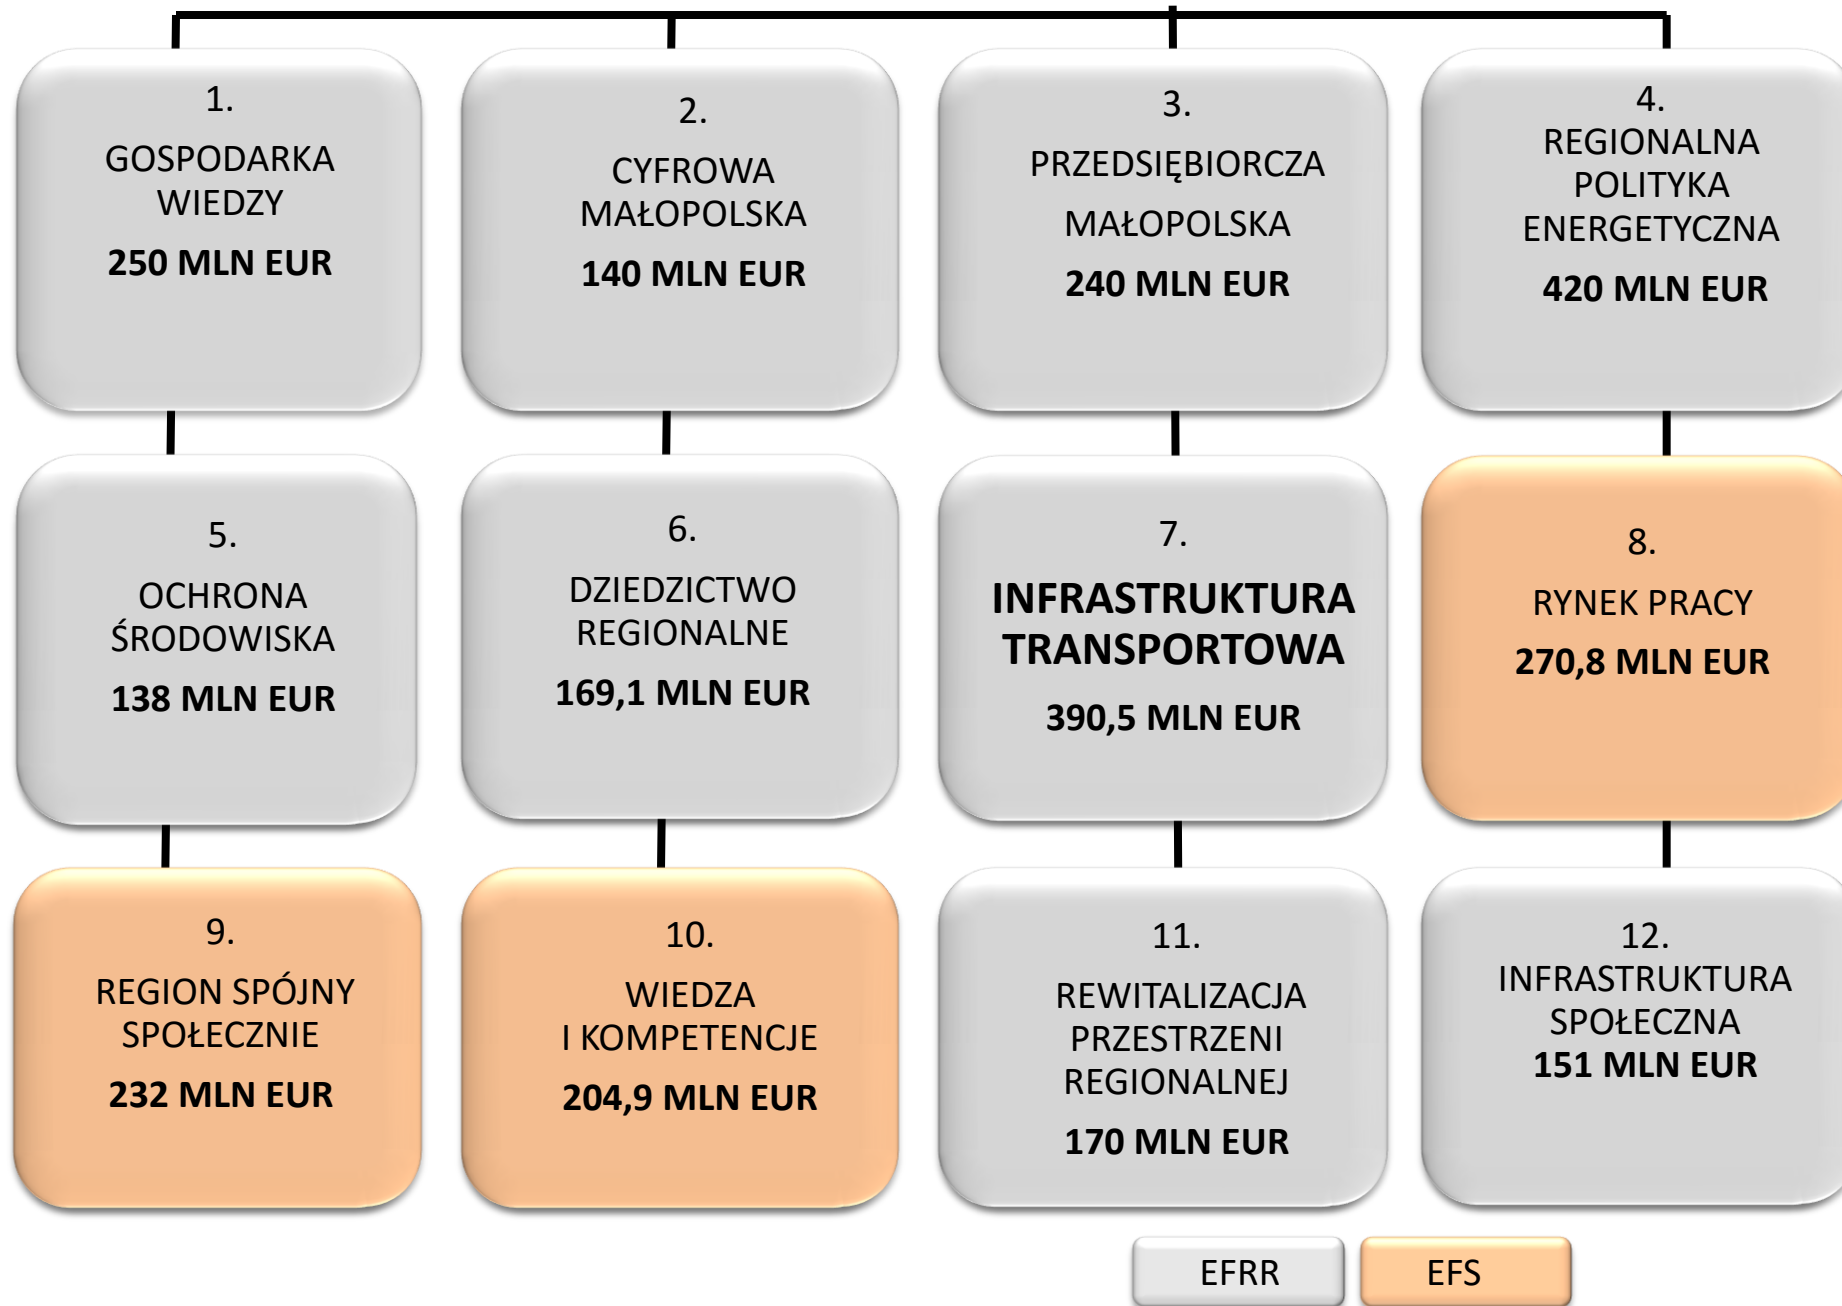 1.
GOSPODARKA
WIEDZY
250 MLN EUR
2.
CYFROWA
MAŁOPOLSKA
140 MLN EUR
3.
PRZEDSIĘBIORCZA
MAŁOPOLSKA
240 MLN EUR
4.
REGIONALNA
POLITYKA
ENERGETYCZNA
420 MLN EUR
5.
OCHRONA
ŚRODOWISKA
138 MLN EUR
6.
DZIEDZICTWO
REGIONALNE
169,1 MLN EUR
7.
INFRASTRUKTURA
TRANSPORTOWA
390,5 MLN EUR
8.
RYNEK PRACY
270,8 MLN EUR
9.
REGION SPÓJNY
SPOŁECZNIE
232 MLN EUR
10.
WIEDZA
I KOMPETENCJE
204,9 MLN EUR
11.
REWITALIZACJA
PRZESTRZENI
REGIONALNEJ
170 MLN EUR
12.
INFRASTRUKTURA
SPOŁECZNA
151 MLN EUR
EFRR
EFS